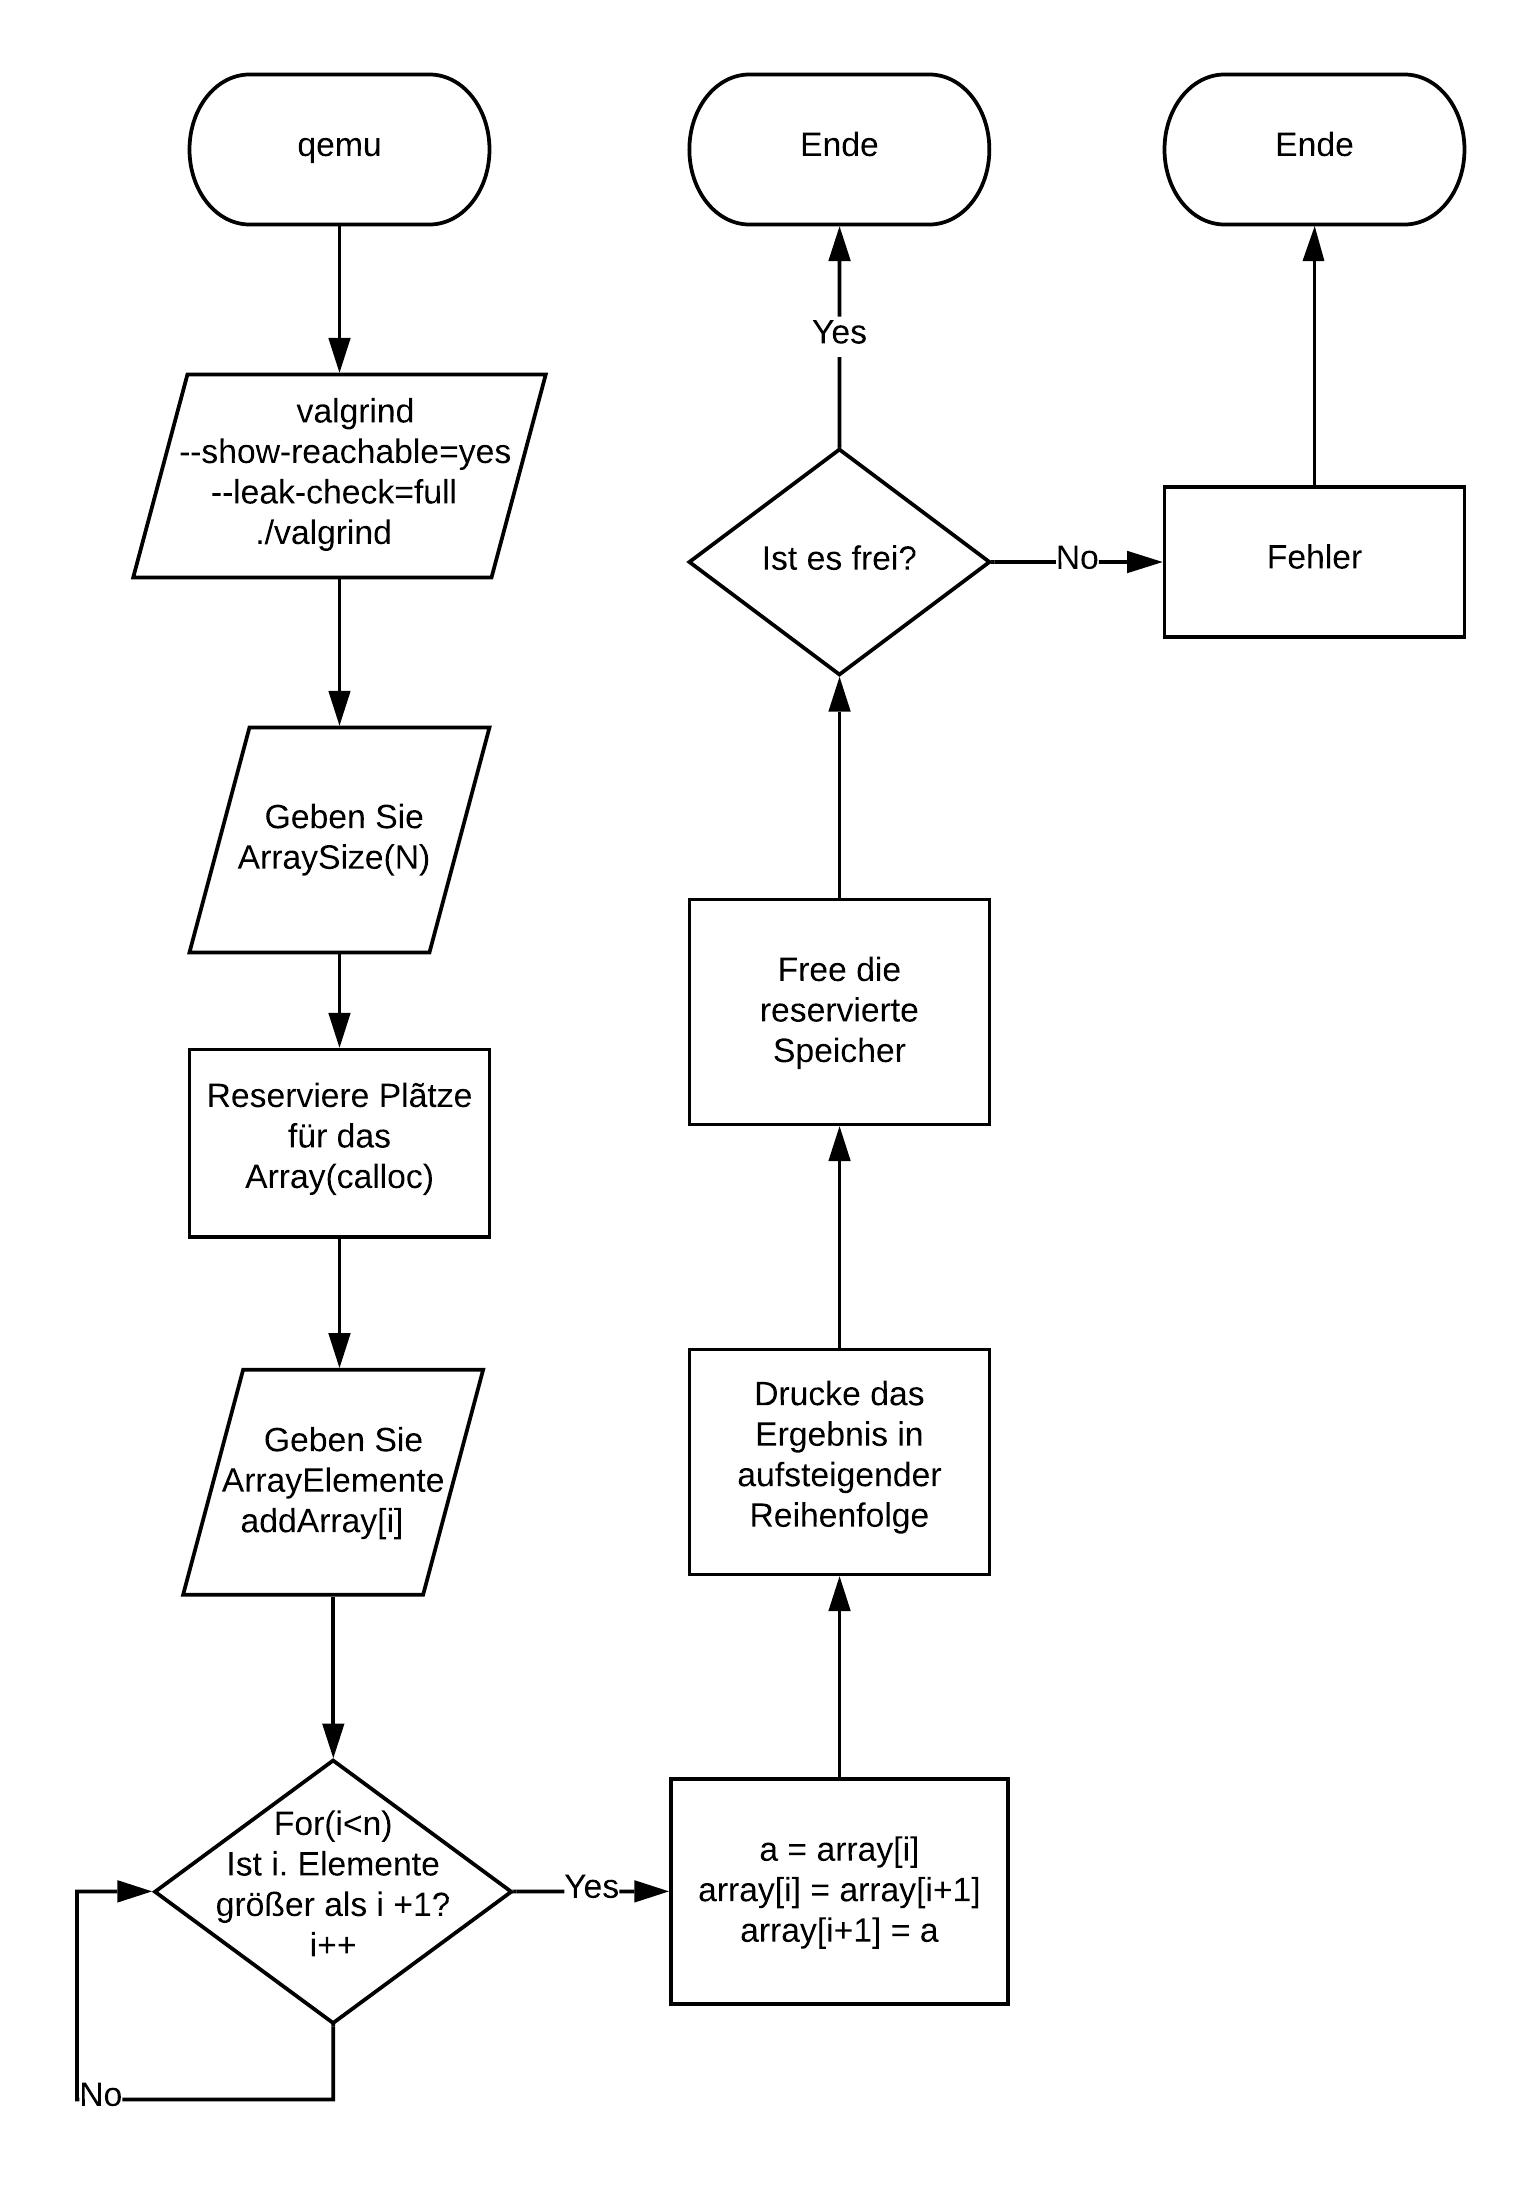 qemu
valgrind
--show-reachable=yes
--leak-check=full
./valgrind
Geben Sie
ArraySize(N)
Reserviere Plãtze
für das
Array(calloc)
Geben Sie
ArrayElemente
addArray[i]
For(i<n)
Ist i. Elemente
größer als i +1?
i++
No
Yes
a = array[i]
array[i] = array[i+1]
array[i+1] = a
Drucke das
Ergebnis in
aufsteigender
Reihenfolge
Free die
reservierte
Speicher
Ist es frei?
Yes
Ende
No
Fehler
Ende